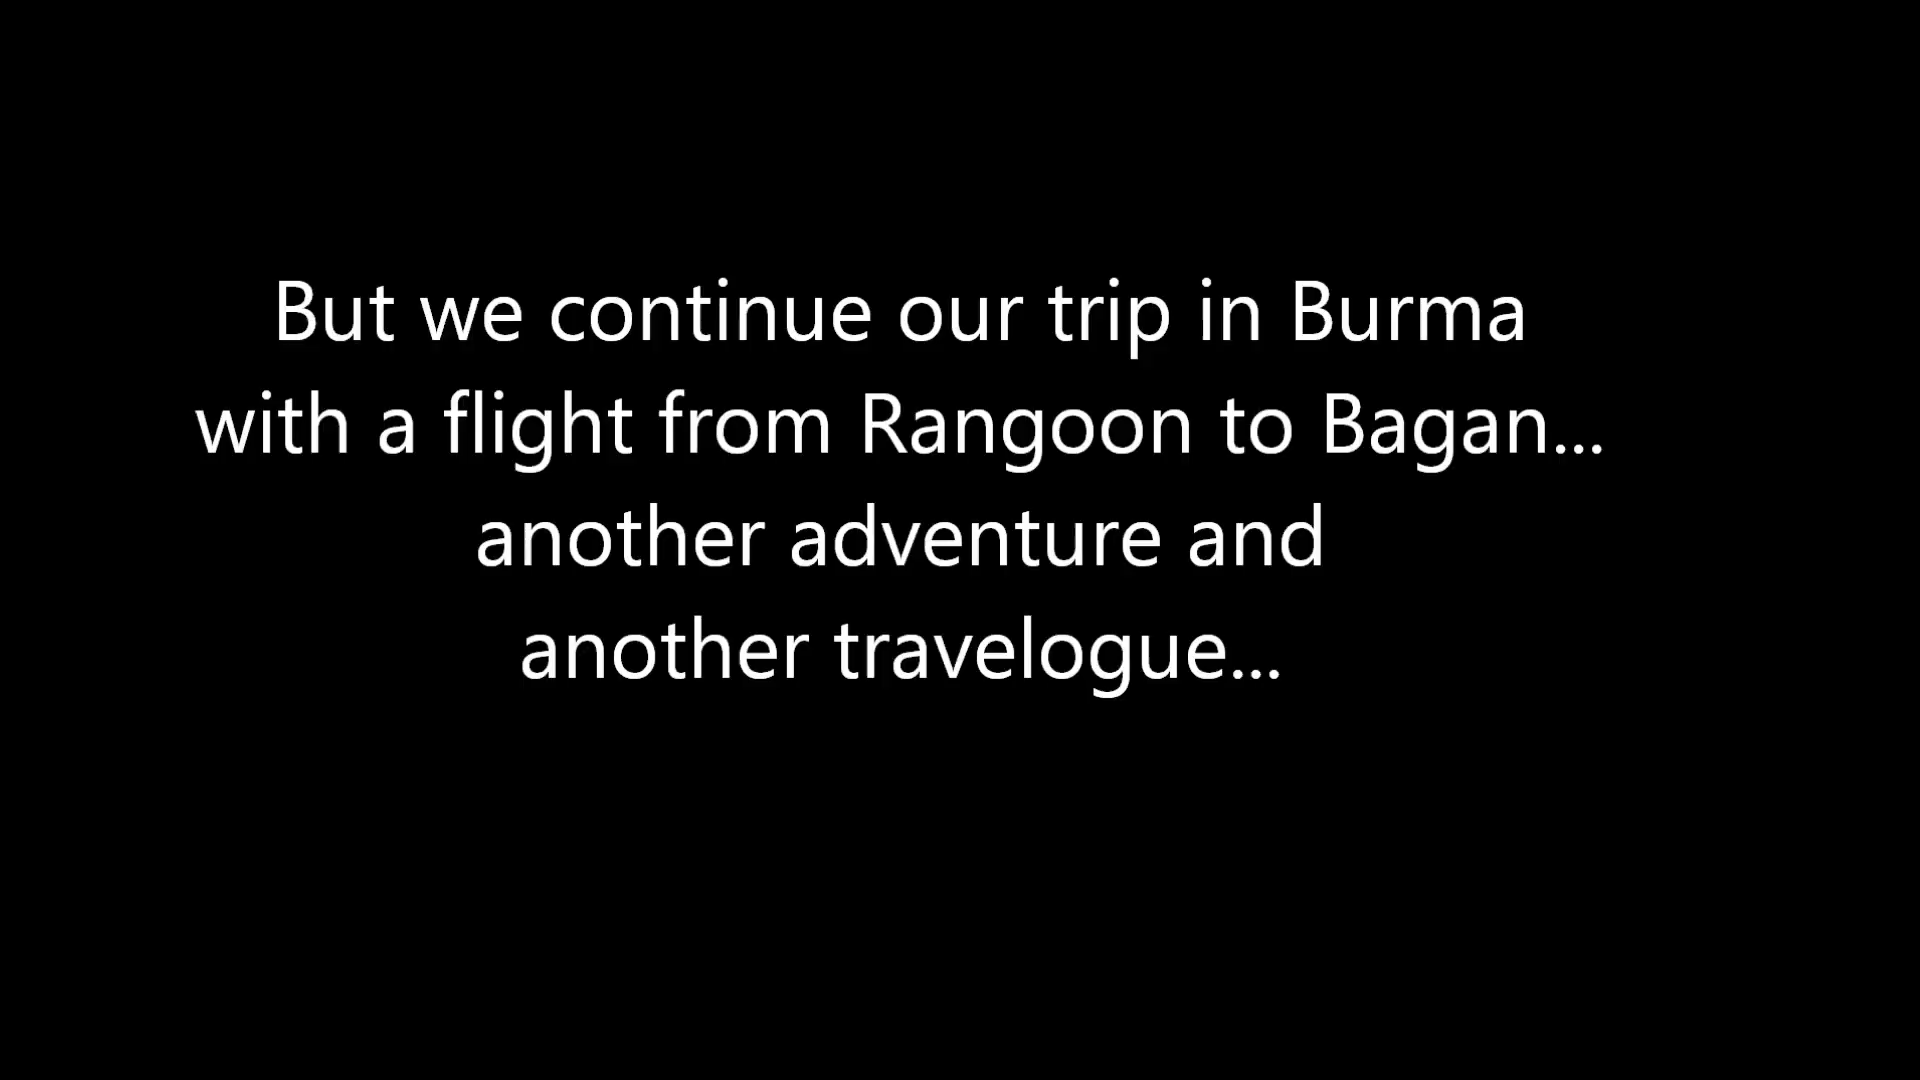 But we continue our trip in Burma
with a flight from Rangoon to Bagan...
another adventure and
another travelogue...